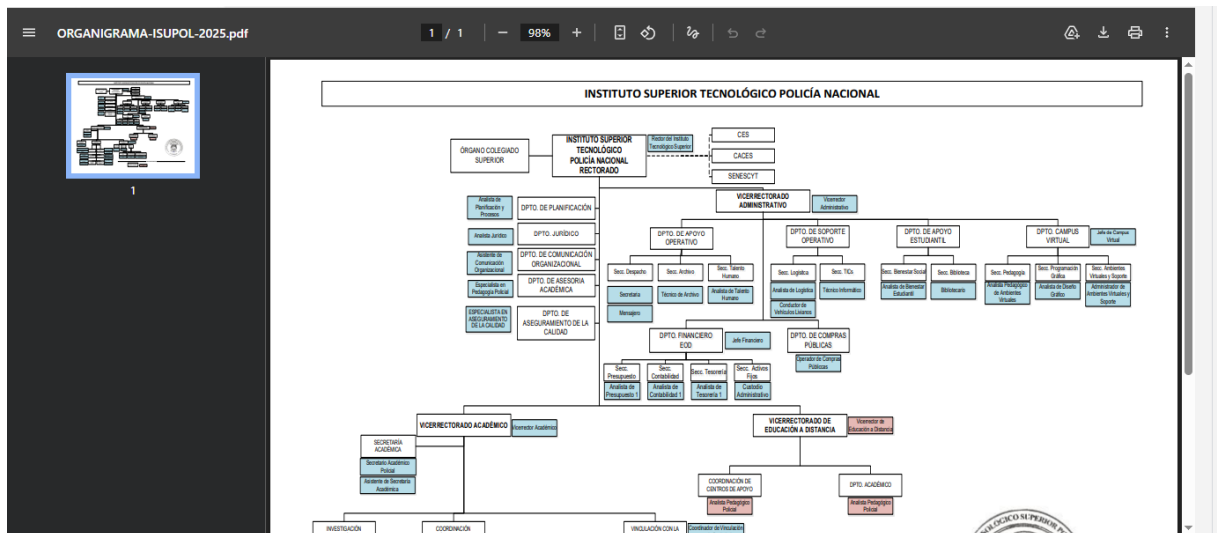 ORGANIGRAMA-ISUPOL-2025.pdf
1 / 1
98%
1
INSTITUTO SUPERIOR TECNOLÓGICO POLICÍA NACIONAL
ÓRGANO COLEGIADO
SUPERIOR
INSTITUTO SUPERIOR
TECNOLÓGICO
POLICÍA NACIONAL
RECTORADO
Rector del Instituto
Tecnológico Superior
CES
CACES
SENESCYT
VICERRECTORADO
ADMINISTRATIVO
Vicerrector
Administrativo
Analista de
Planificación y
Procesos
DPTO. DE PLANIFICACIÓN
Analista Jurídico
DPTO. JURÍDICO
Asistente de
Comunicación
Organizacional
DPTO. DE COMUNICACIÓN
ORGANIZACIONAL
Especialista en
Pedagogía Policial
DPTO. DE ASESORIA
ACADÉMICA
ESPECIALISTA EN
ASEGURAMIENTO
DE LA CALIDAD
DPTO. DE
ASEGURAMIENTO DE LA
CALIDAD
DPTO. DE APOYO
OPERATIVO
Secc. Despacho
Secretaria
Mensajero
Secc. Archivo
Técnico de Archivo
Secc. Talento
Humano
Analista de Talento
Humano
DPTO. DE SOPORTE
OPERATIVO
Secc. Logística
Analista de Logística
Conductor de
Vehículos Livianos
Secc. TICs
Técnico Informático
DPTO. DE APOYO
ESTUDIANTIL
Secc. Bienestar Social
Analista de Bienestar
Estudiantil
Secc. Biblioteca
Bibliotecario
DPTO. CAMPUS
VIRTUAL
Jefe de Campus
Virtual
Secc. Pedagogía
Analista Pedagógico
de Ambientes
Virtuales
Secc. Programación
Gráfica
Analista de Diseño
Gráfico
Secc. Ambientes
Virtuales y Soporte
Administrador de
Ambientes Virtuales y
Soporte
DPTO. FINANCIERO
EOD
Jefe Financiero
DPTO. DE COMPRAS
PÚBLICAS
Operador de Compras
Públicas
Secc.
Presupuesto
Analista de
Presupuesto 1
Secc.
Contabilidad
Analista de
Contabilidad 1
Secc. Tesorería
Analista de
Tesorería 1
Secc. Activos
Fijos
Custodio
Administrativo
VICERRECTORADO ACADÉMICO
Vicerrector Académico
VICERRECTORADO DE
EDUCACIÓN A DISTANCIA
Vicerrector de
Educación a Distancia
SECRETARÍA
ACADÉMICA
Secretario Académico
Policial
Asistente de Secretaría
Académica
COORDINACIÓN DE
CENTROS DE APOYO
Analista Pedagógico
Policial
DPTO. ACADÉMICO
Analista Pedagógico
Policial
INVESTIGACIÓN
COORDINACIÓN
VINCULACIÓN CON LA
Coordinador de Vinculación